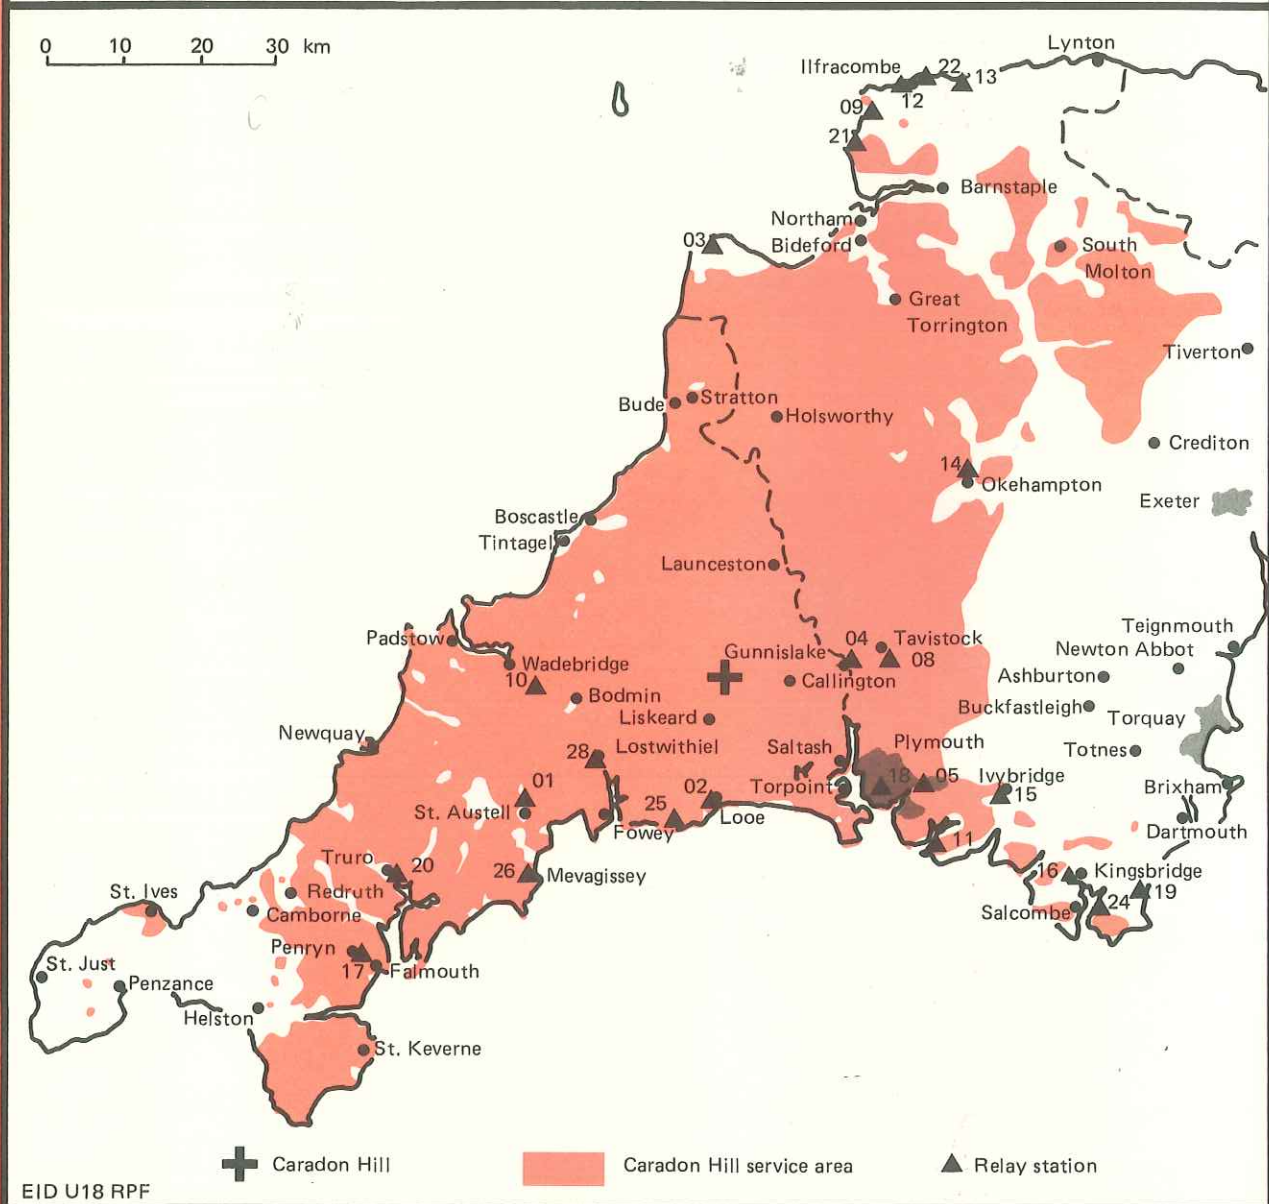 0 10 20 30 km
Lynton
Ilfracombe
22
13
12
09
21
Barnstaple
Northam
03
Bideford
South
Molton
Great
Torrington
Tiverton
Bude
Stratton
Holsworthy
Crediton
14
Okehampton
Exeter
Boscastle
Tintagel
Launceston
Teignmouth
Padstow
04
Tavistock
Gunnislake
08
Newton Abbot
Wadebridge
10
Callington
Ashburton
Bodmin
Liskeard
Buckfastleigh
Torquay
Newquay
Lostwithiel
28
Saltash
Plymouth
Totnes
01
02
Torpoint
18
05
Ivybridge
15
Brixham
St. Austell
25
Looe
Fowey
Dartmouth
11
Truro
20
26
Mevagissey
16
Kingsbridge
19
St. Ives
Redruth
Camborne
Salcombe
24
Penryn
17
Falmouth
St. Just
Penzance
Helston
St. Keverne
Caradon Hill
Caradon Hill service area
Relay station
EID U18 RPF